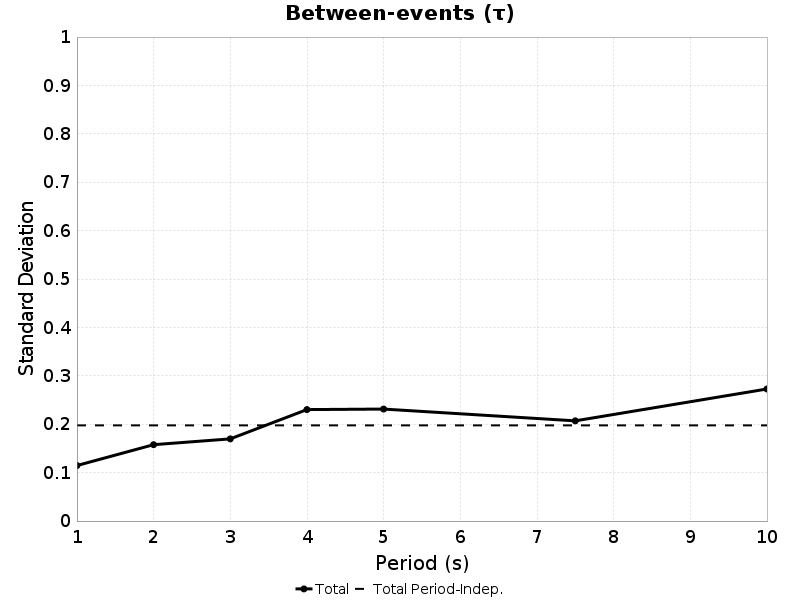 Between-events (τ)
1
0.9
0.8
0.7
0.6
0.5
0.4
0.3
0.2
0.1
0
Standard Deviation
1 2 3 4 5 6 7 8 9 10
Period (s)
Total Total Period-Indep.